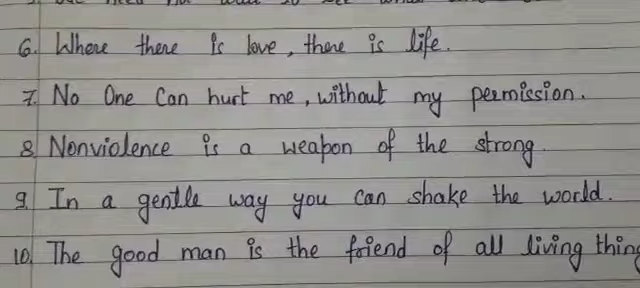 6. Where there is love, there is life.
7. No One Can hurt me, without my permission.
8. Nonviolence is a weapon of the strong.
9. In a gentle way you can shake the world.
10. The good man is the friend of all living thing